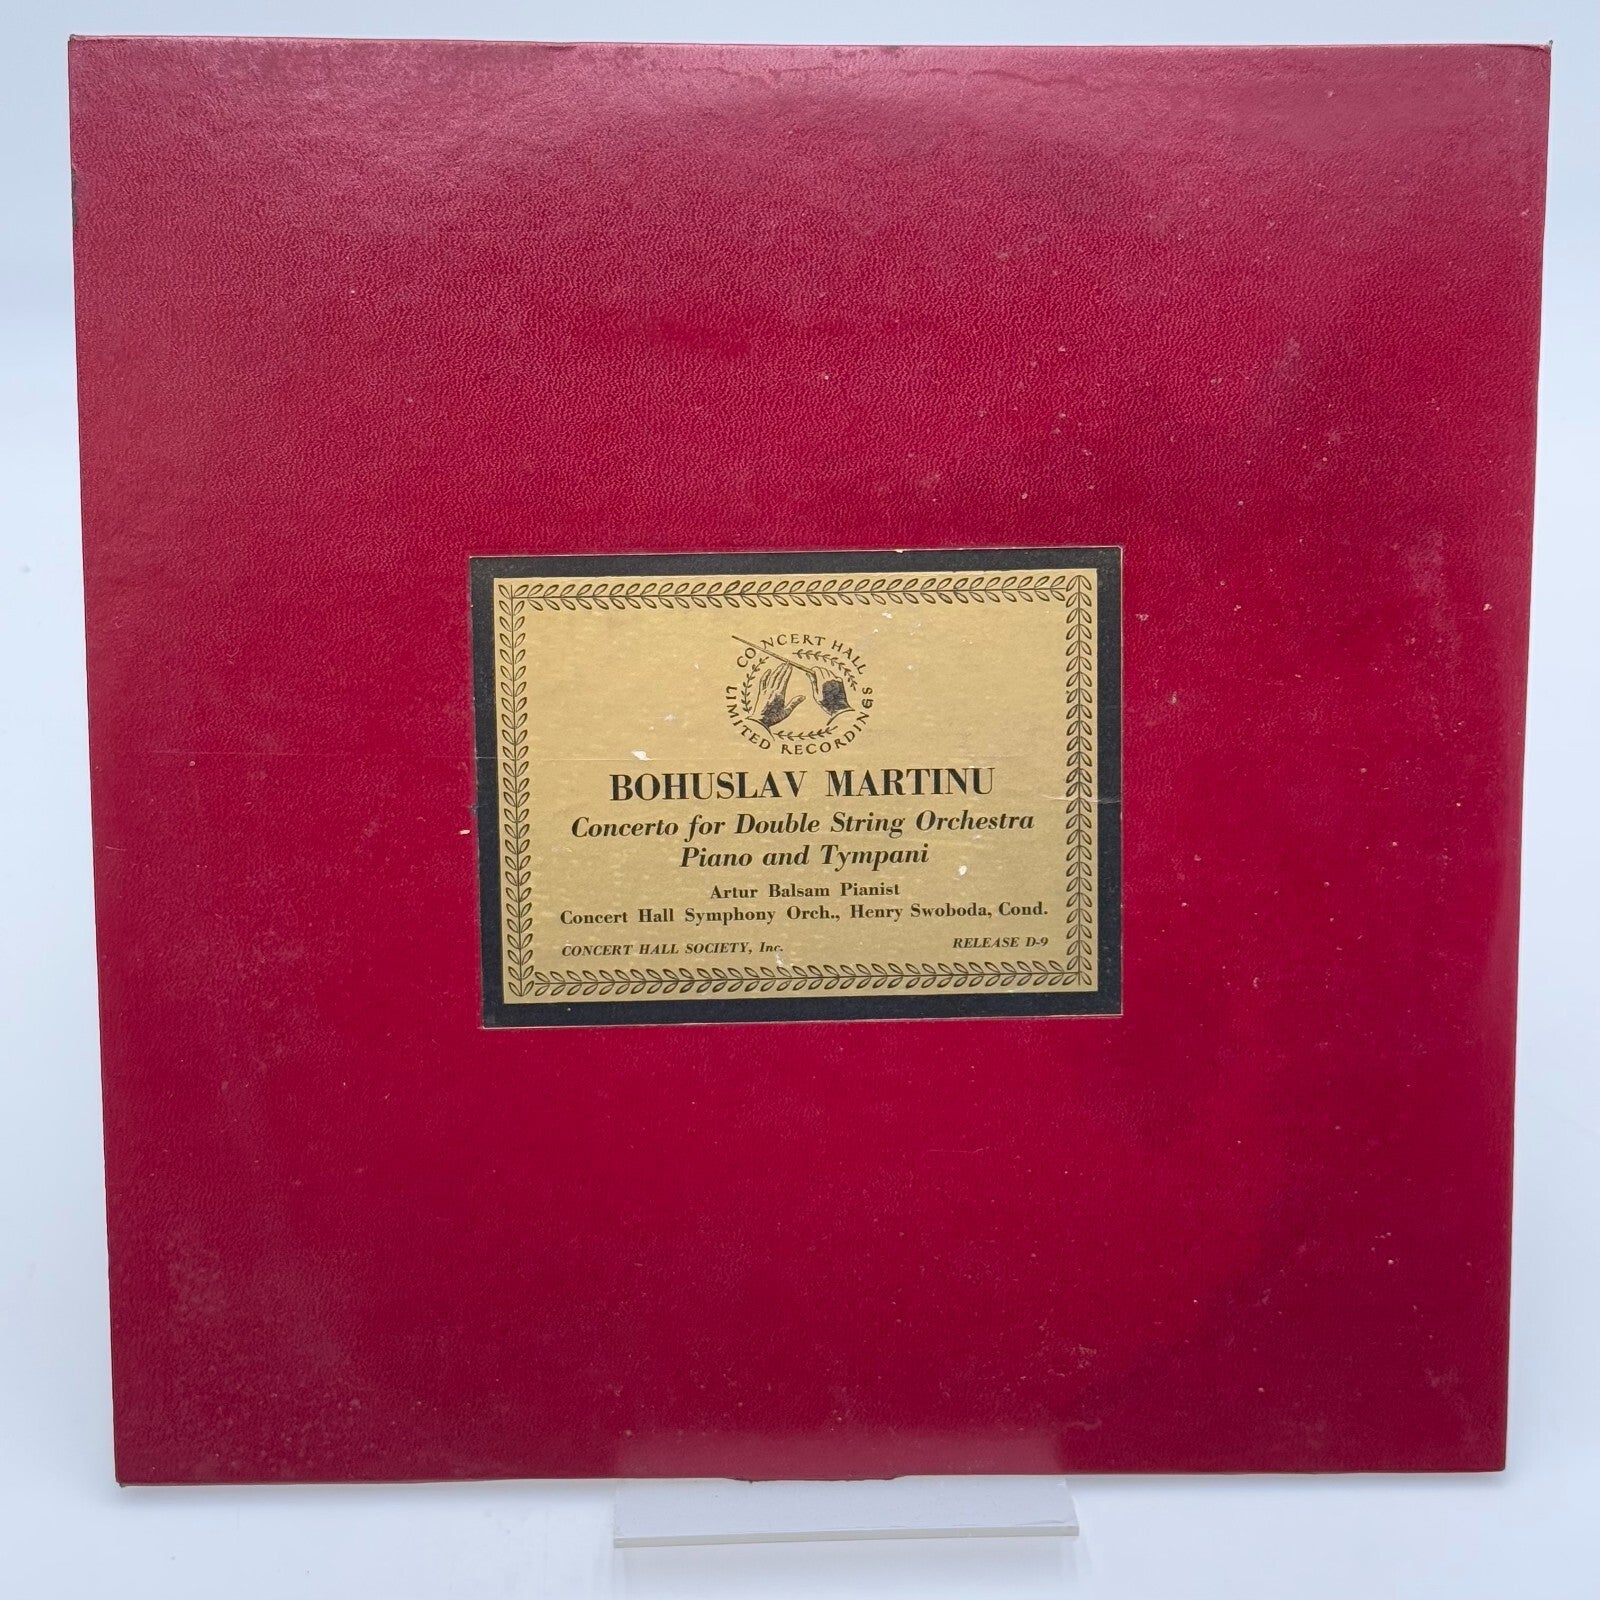 CONCERT HALL
LIMITED RECORDINGS
BOHUSLAV MARTINU
Concerto for Double String Orchestra
Piano and Tympani
Artur Balsam Pianist
Concert Hall Symphony Orch., Henry Swoboda, Cond.
CONCERT HALL SOCIETY, Inc. RELEASE D-9